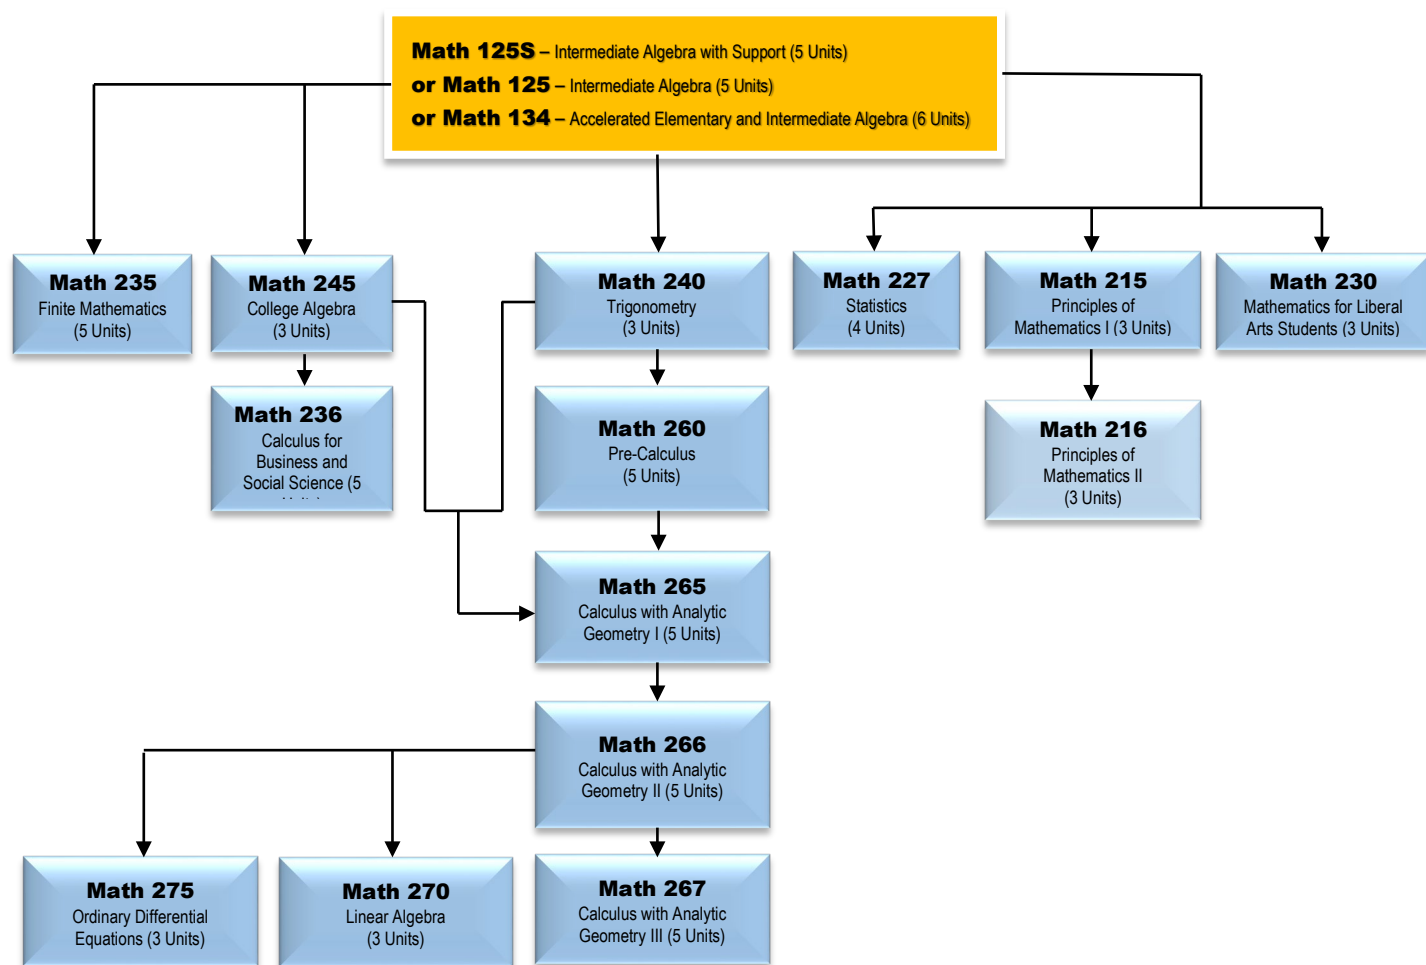 Math 125S – Intermediate Algebra with Support (5 Units)
or Math 125 – Intermediate Algebra (5 Units)
or Math 134 – Accelerated Elementary and Intermediate Algebra (6 Units)
Math 235
Finite Mathematics
(5 Units)
Math 245
College Algebra
(3 Units)
Math 240
Trigonometry
(3 Units)
Math 227
Statistics
(4 Units)
Math 215
Principles of
Mathematics I (3 Units)
Math 230
Mathematics for Liberal
Arts Students (3 Units)
Math 236
Calculus for
Business and
Social Science (5
Math 260
Pre-Calculus
(5 Units)
Math 216
Principles of
Mathematics II
(3 Units)
Math 265
Calculus with Analytic
Geometry I (5 Units)
Math 266
Calculus with Analytic
Geometry II (5 Units)
Math 275
Ordinary Differential
Equations (3 Units)
Math 270
Linear Algebra
(3 Units)
Math 267
Calculus with Analytic
Geometry III (5 Units)